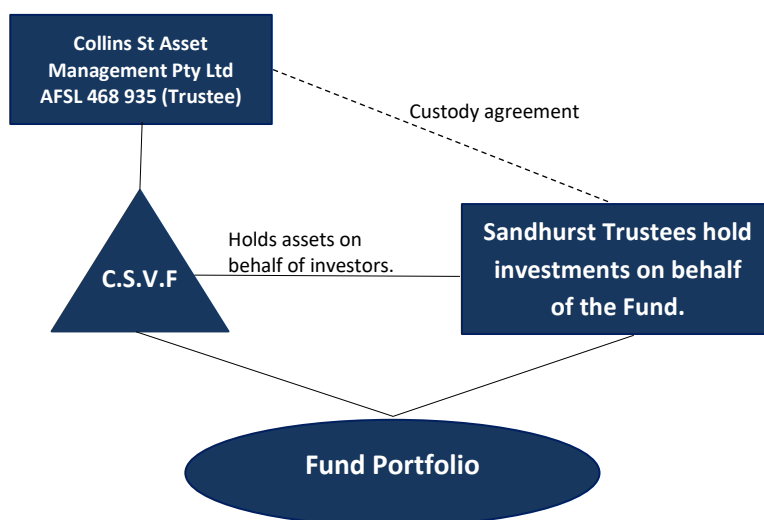 Collins St Asset
Management Pty Ltd
AFSL 468 935 (Trustee)
Custody agreement
Sandhurst Trustees hold
investments on behalf
of the Fund.
Holds assets on
behalf of investors.
C.S.V.F
Fund Portfolio